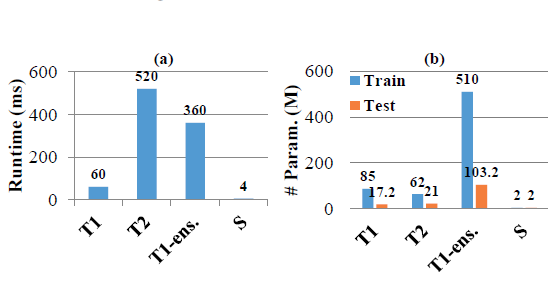 (a)
Runtime (ms)
600
400
200
0
60
520
360
4
T1
T2
T1-ens.
S
(b)
# Param. (M)
600
400
200
0
Train
Test
85
17.2
62
21
510
103.2
2 2
T1
T2
T1-ens.
S